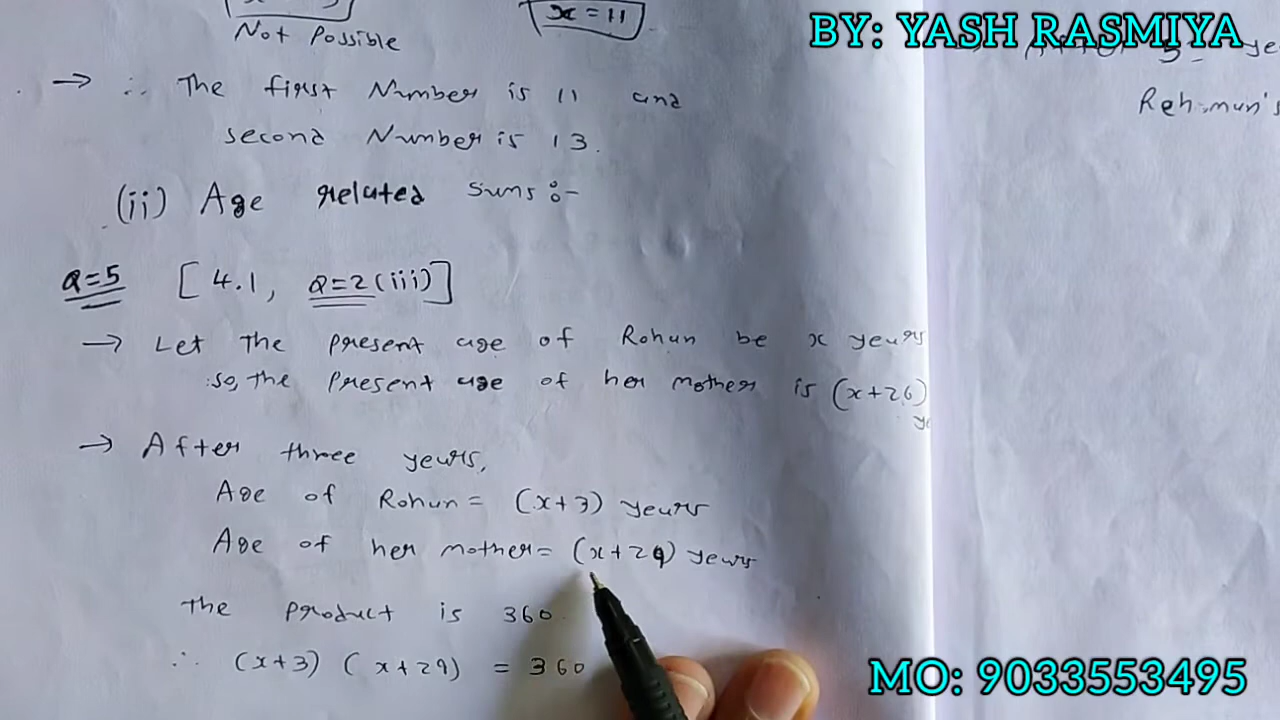 x = 11
Not Possible
BY: YASH RASMIYA
→ ∴ The first Number is 11 and
second Number is 13.
(ii) Age related Sums :-
Q=5 [4.1, Q=2(iii)]
→ Let the present age of Rohan be x years
so, the present age of her mother is (x+26)
→ After three years,
Age of Rohan = (x+3) years
Age of her mother = (x+29) years
the product is 360.
∴ (x+3) (x+29) = 360
5
Rehman's
MO: 9033553495